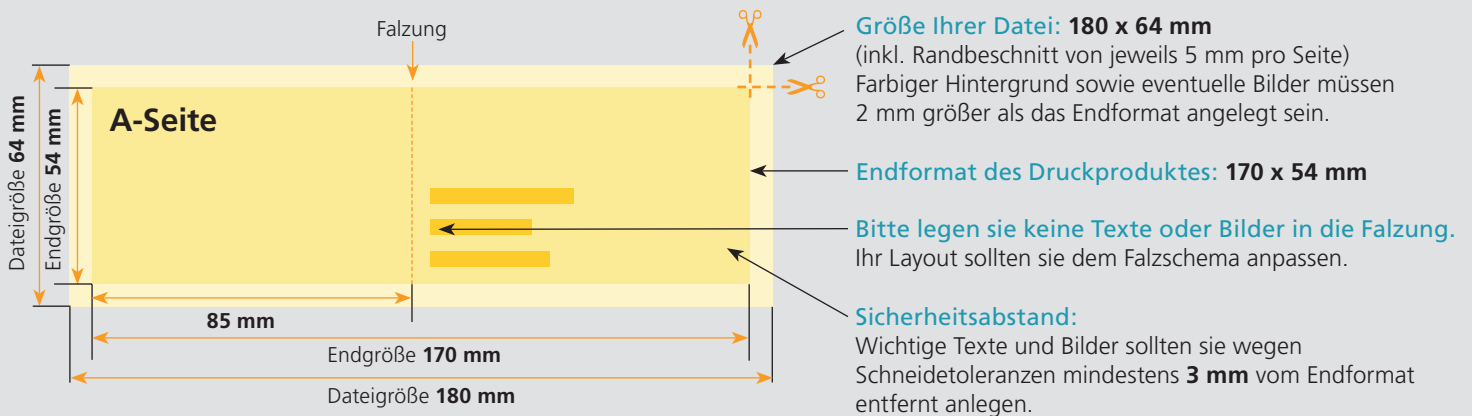 Falzung
A-Seite
Dateigröße 64 mm
Endgröße 54 mm
85 mm
Endgröße 170 mm
Dateigröße 180 mm
Größe Ihrer Datei: 180 x 64 mm
(inkl. Randbeschnitt von jeweils 5 mm pro Seite)
Farbiger Hintergrund sowie eventuelle Bilder müssen
2 mm größer als das Endformat angelegt sein.
Endformat des Druckproduktes: 170 x 54 mm
Bitte legen sie keine Texte oder Bilder in die Falzung.
Ihr Layout sollten sie dem Falzschema anpassen.
Sicherheitsabstand:
Wichtige Texte und Bilder sollten sie wegen
Schneidetoleranzen mindestens 3 mm vom Endformat
entfernt anlegen.